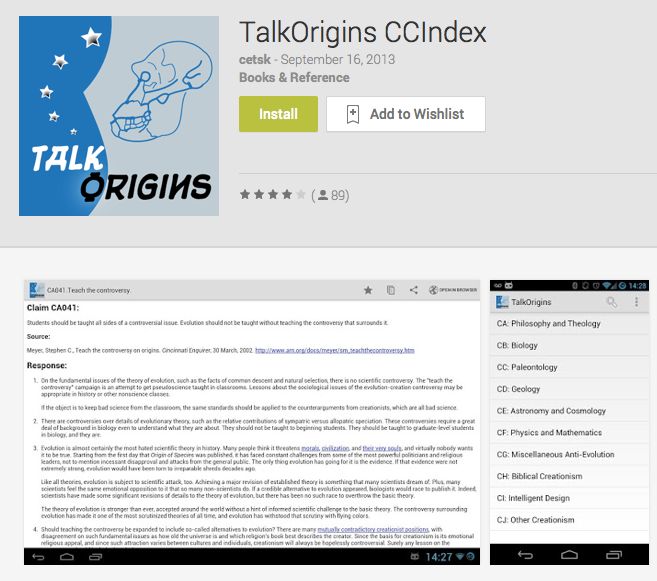 TALK
ORIGINS
TalkOrigins CCIndex
cetsk - September 16, 2013
Books & Reference
Install
Add to Wishlist
(89)
CA041.Teach the controversy
OPEN IN BROWSER
Claim CA041:
Students should be taught all sides of a controversial issue. Evolution should not be taught without teaching the controversy that surrounds it.
Source:
Meyer, Stephen C., Teach the controversy on origins. Cincinnati Enquirer, 30 March, 2002. http://www.arn.org/docs/meyer/sm_teachthecontroversy.htm
Response:
1. On the fundamental issues of the theory of evolution, such as the facts of common descent and natural selection, there is no scientific controversy. The "teach the
controversy" campaign is an attempt to get pseudoscience taught in classrooms. Lessons about the sociological issues of the evolution-creation controversy may be
appropriate in history or other nonscience classes.
If the object is to keep bad science from the classroom, the same standards should be applied to the counterarguments from creationists, which are all bad science.
2. There are controversies over details of evolutionary theory, such as the relative contributions of sympatric versus allopatric speciation. These controversies require a great
deal of background in biology even to understand what they are about. They should not be taught to beginning students. They should be taught to graduate-level students
in biology, and they are.
3. Evolution is almost certainly the most hated scientific theory in history. Many people think it threatens morals, civilization, and their very souls, and virtually nobody wants
it to be true. Starting from the first day that Origin of Species was published, it has faced constant challenges from some of the most powerful politicians and religious
leaders, not to mention incessant disapproval and attacks from the general public. The only thing evolution has going for it is the evidence. If that evidence were not
extremely strong, evolution would have been torn to irreparable shreds decades ago.
Like all theories, evolution is subject to scientific attack, too. Achieving a major revision of established theory is something that many scientists dream of. Plus, many
scientists feel the same emotional opposition to it that so many non-scientists do. If a credible alternative to evolution appeared, biologists would race to publish it. Indeed,
scientists have made some significant revisions of details to the theory of evolution, but there has been no such race to overthrow the basic theory.
The theory of evolution is stronger than ever, accepted around the world without a hint of informed scientific challenge to the basic theory. The controversy surrounding
evolution has made it one of the most scrutinized theories of all time, and evolution has withstood that scrutiny with flying colors.
4. Should teaching the controversy be expanded to include so-called alternatives to evolution? There are many mutually contradictory creationist positions, with
disagreement on such fundamental issues as how old the universe is and which religion's book best describes the creator. Since the basis for creationism is its emotional
religious appeal, and since such attraction varies between cultures and individuals, creationism will always be hopelessly controversial. Surely any lesson on the
14:27
14:28
TalkOrigins
CA: Philosophy and Theology
CB: Biology
CC: Paleontology
CD: Geology
CE: Astronomy and Cosmology
CF: Physics and Mathematics
CG: Miscellaneous Anti-Evolution
CH: Biblical Creationism
CI: Intelligent Design
CJ: Other Creationism